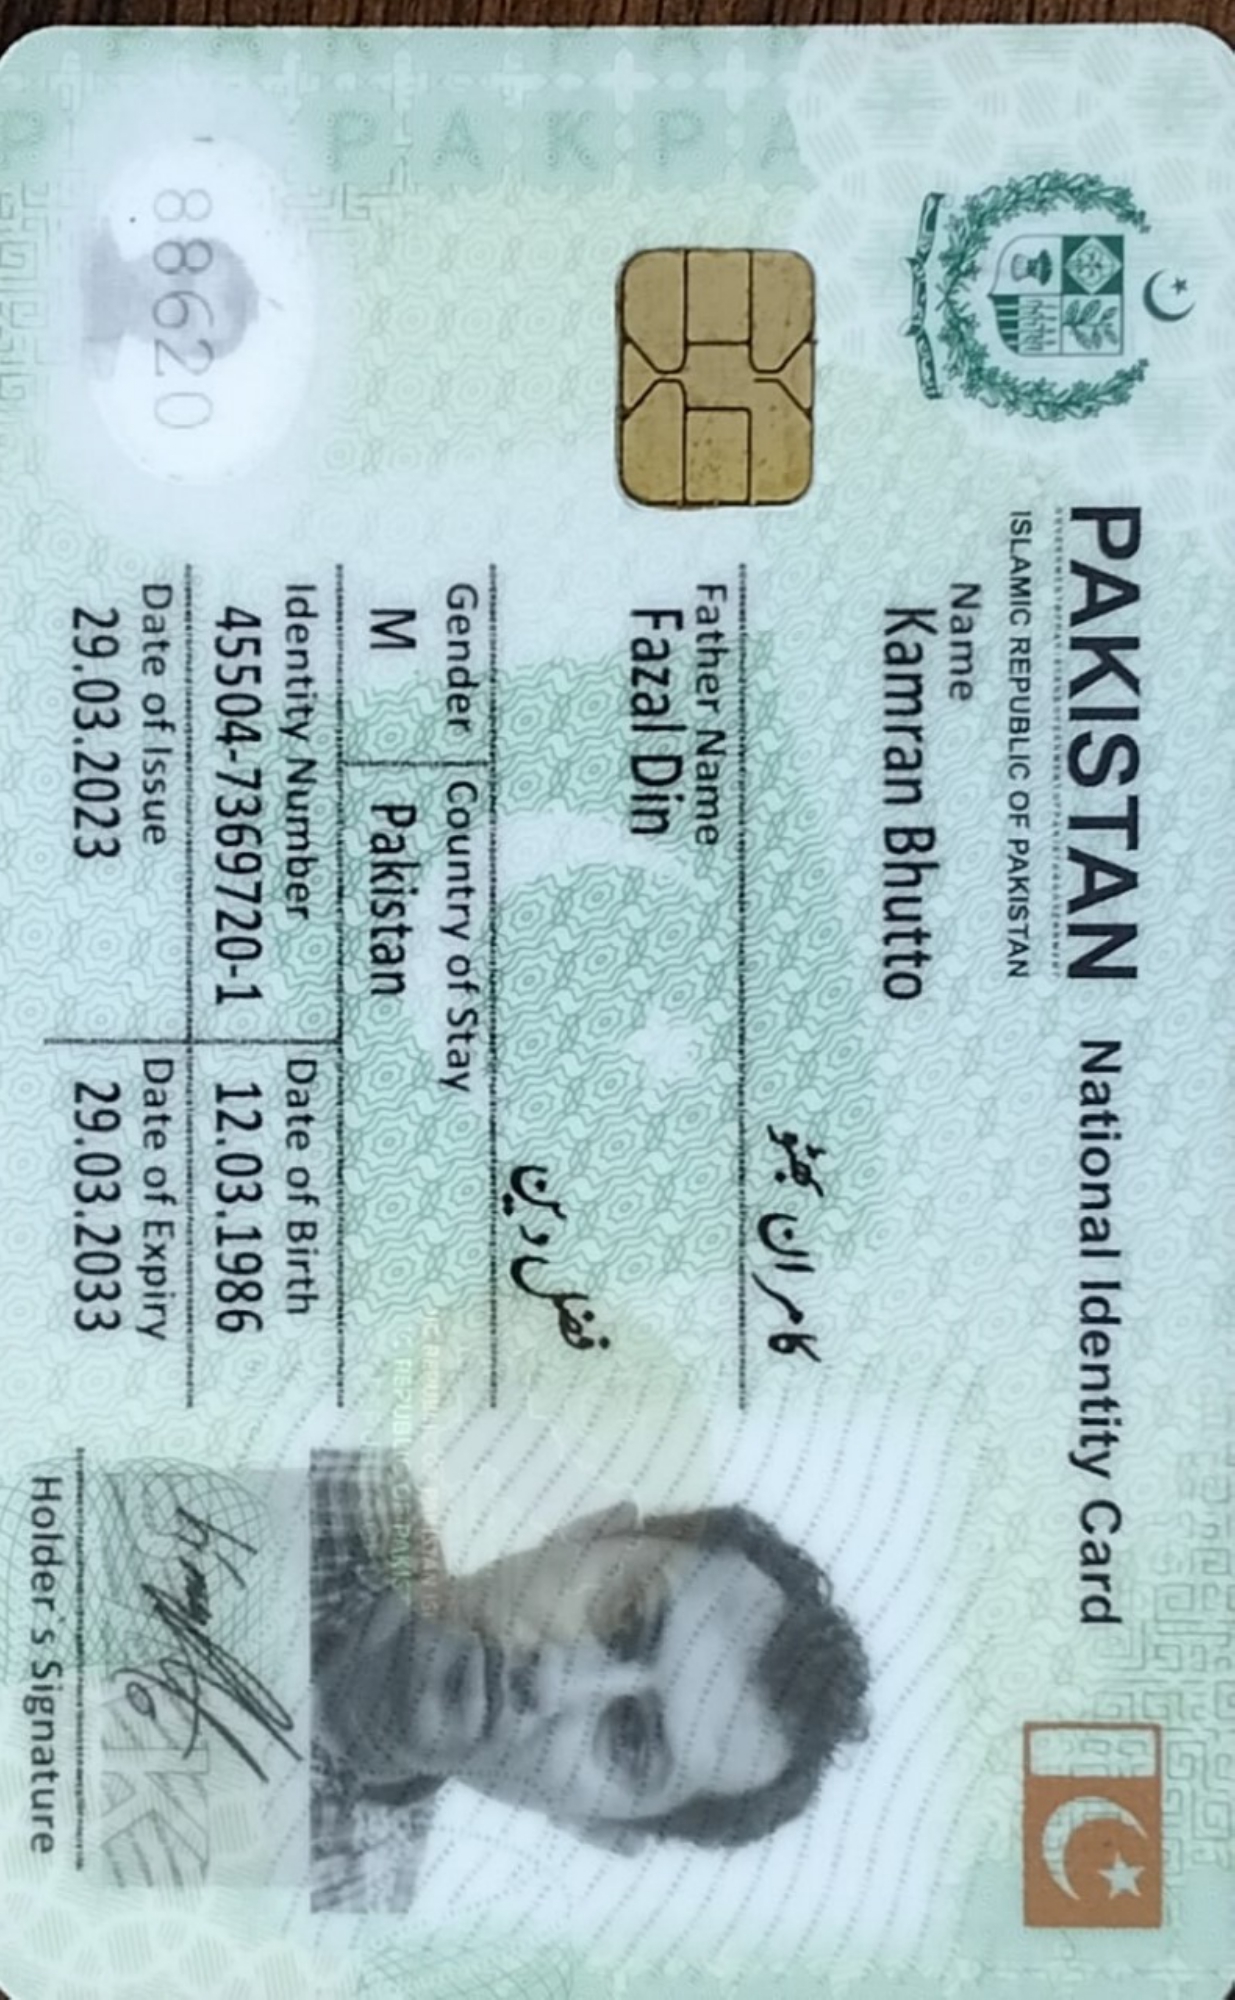 PAKISTAN National Identity Card
ISLAMIC REPUBLIC OF PAKISTAN
Name
Kamran Bhutto
کامران بھٹو
Father Name
Fazal Din
فضل دین
Gender Country of Stay
M Pakistan
Identity Number Date of Birth
45504-7369720-1 12.03.1986
Date of Issue Date of Expiry
29.03.2023 29.03.2033
Holder's Signature
88620
PAKPA